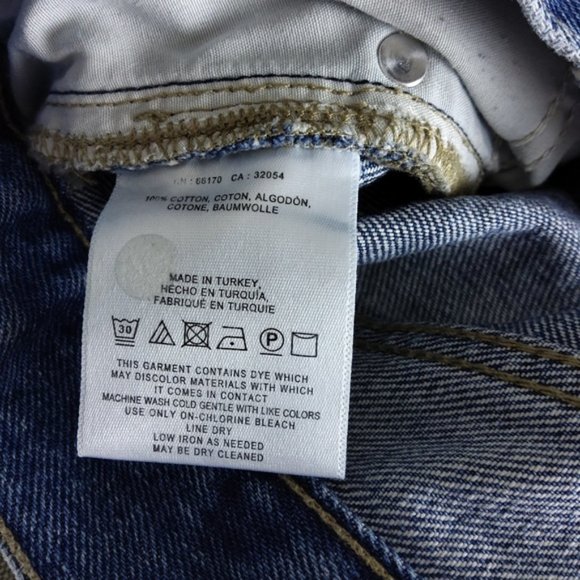 RN : 66170 CA : 32054
100% COTTON, COTON, ALGODÓN,
COTONE, BAUMWOLLE
MADE IN TURKEY,
HECHO EN TURQUÍA,
FABRIQUÉ EN TURQUIE
30 P
THIS GARMENT CONTAINS DYE WHICH
MAY DISCOLOR MATERIALS WITH WHICH
IT COMES IN CONTACT
MACHINE WASH COLD GENTLE WITH LIKE COLORS
USE ONLY ON-CHLORINE BLEACH
LINE DRY
LOW IRON AS NEEDED
MAY BE DRY CLEANED